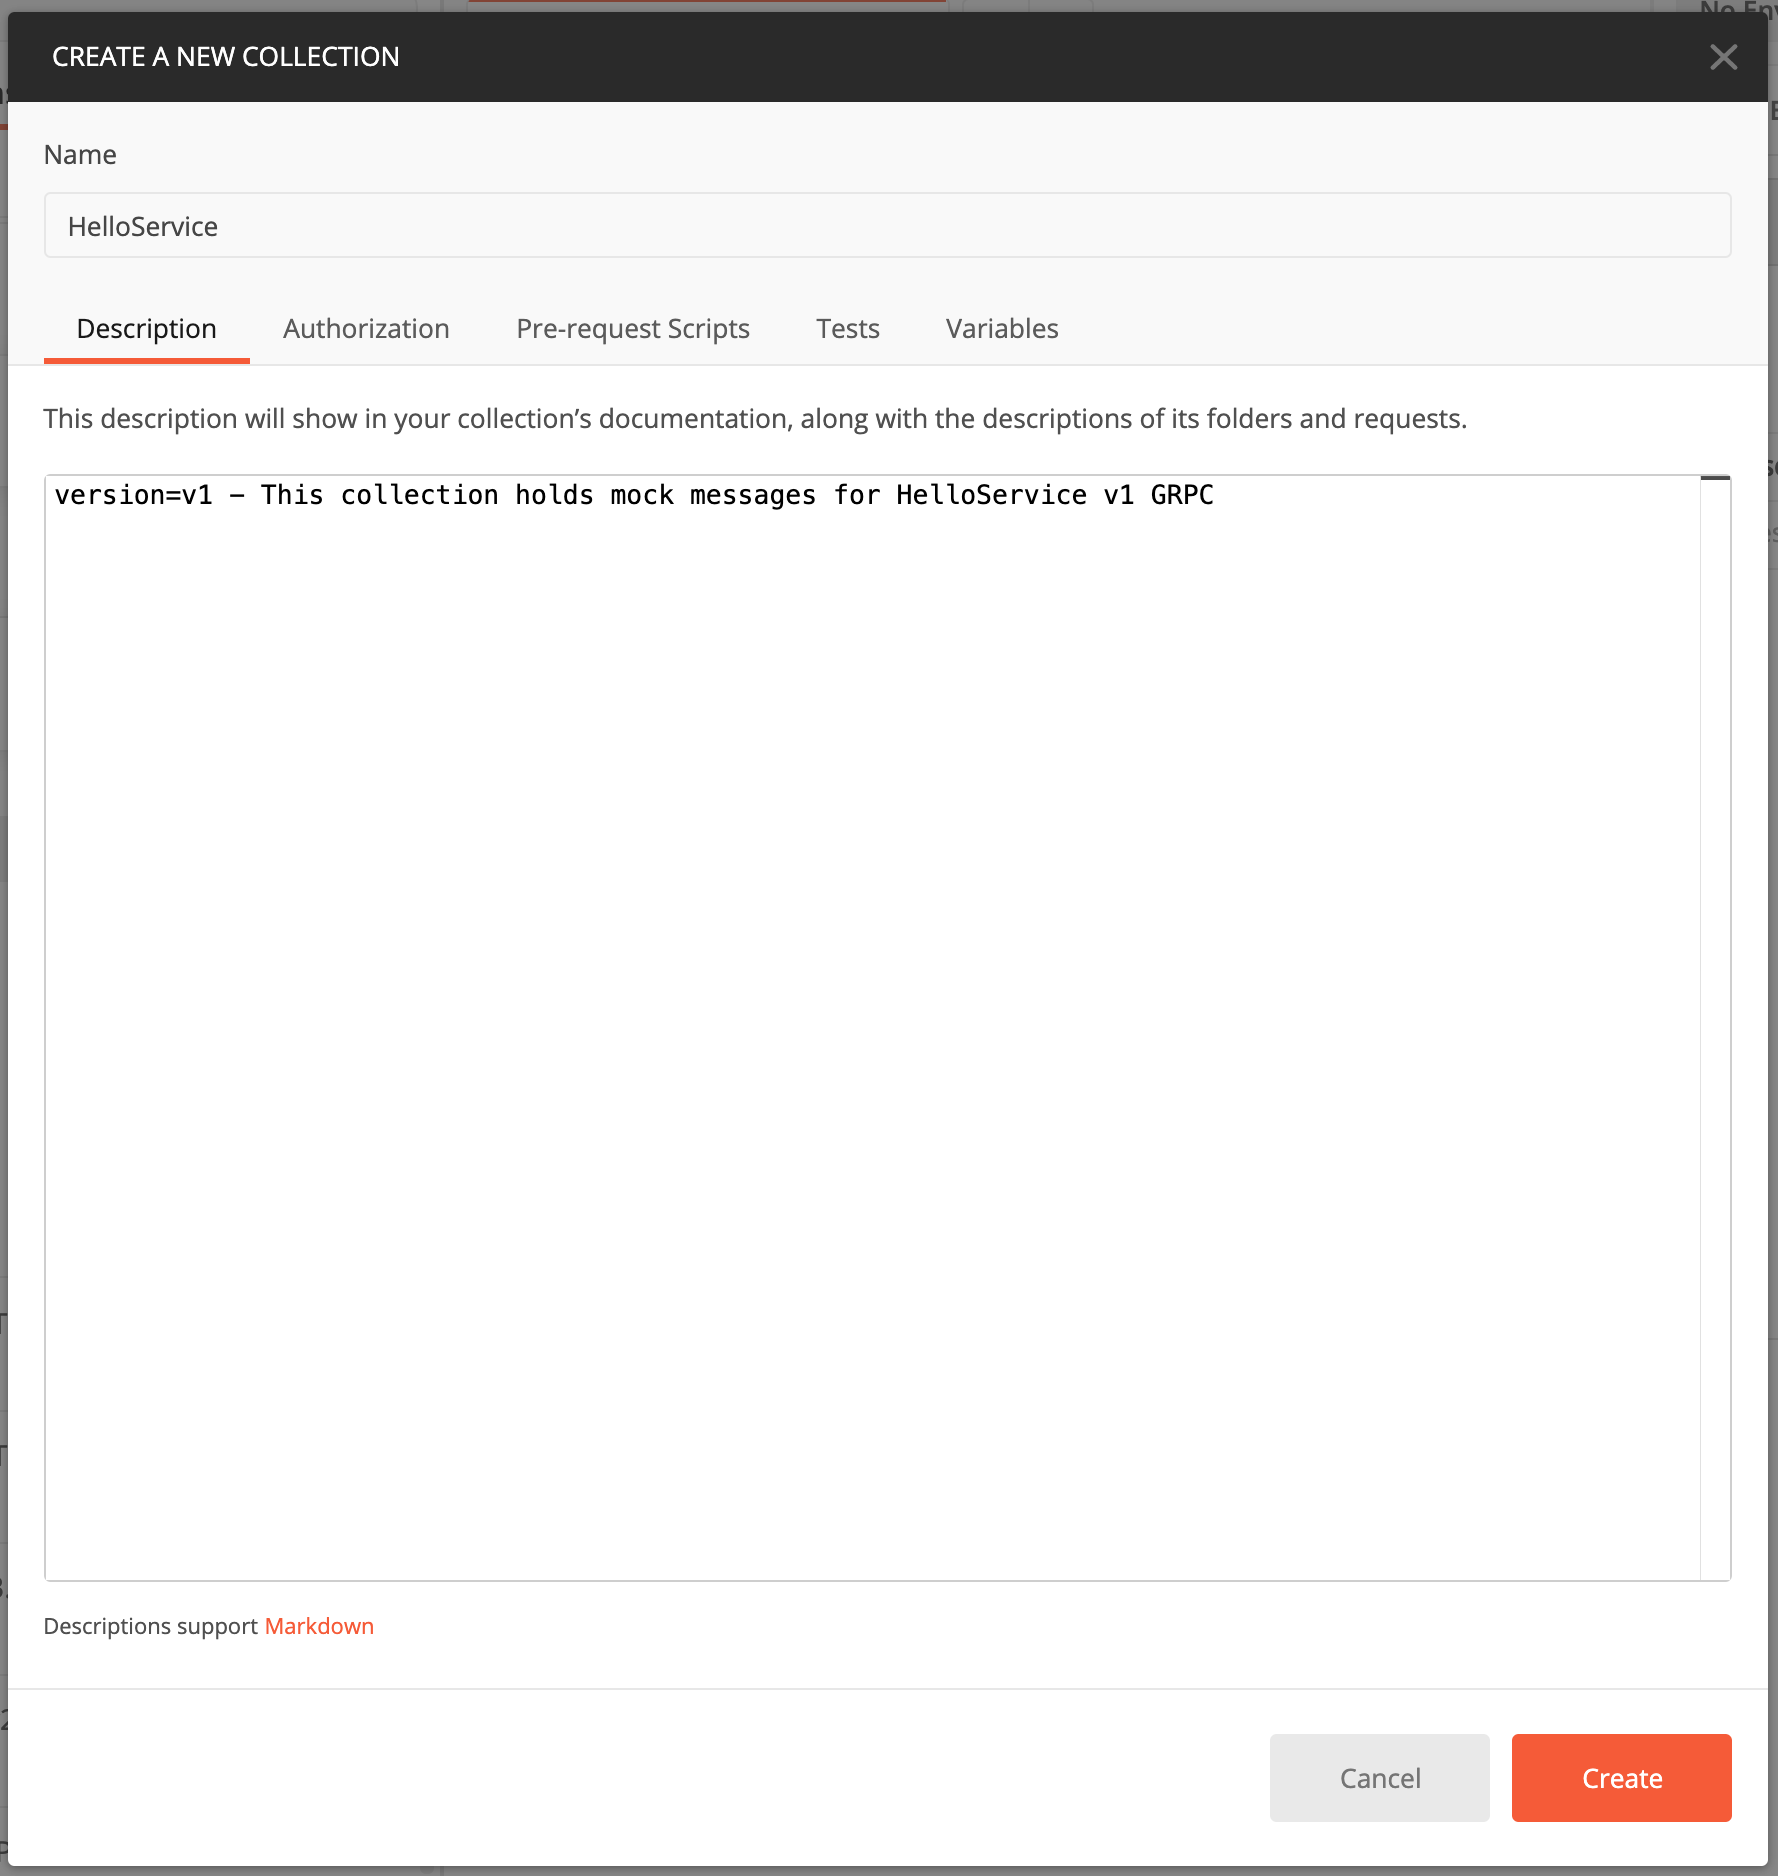 No Env
CREATE A NEW COLLECTION
Name
HelloService
Description Authorization Pre-request Scripts Tests Variables
This description will show in your collection’s documentation, along with the descriptions of its folders and requests.
version=v1 – This collection holds mock messages for HelloService v1 GRPC
Descriptions support Markdown
Cancel Create